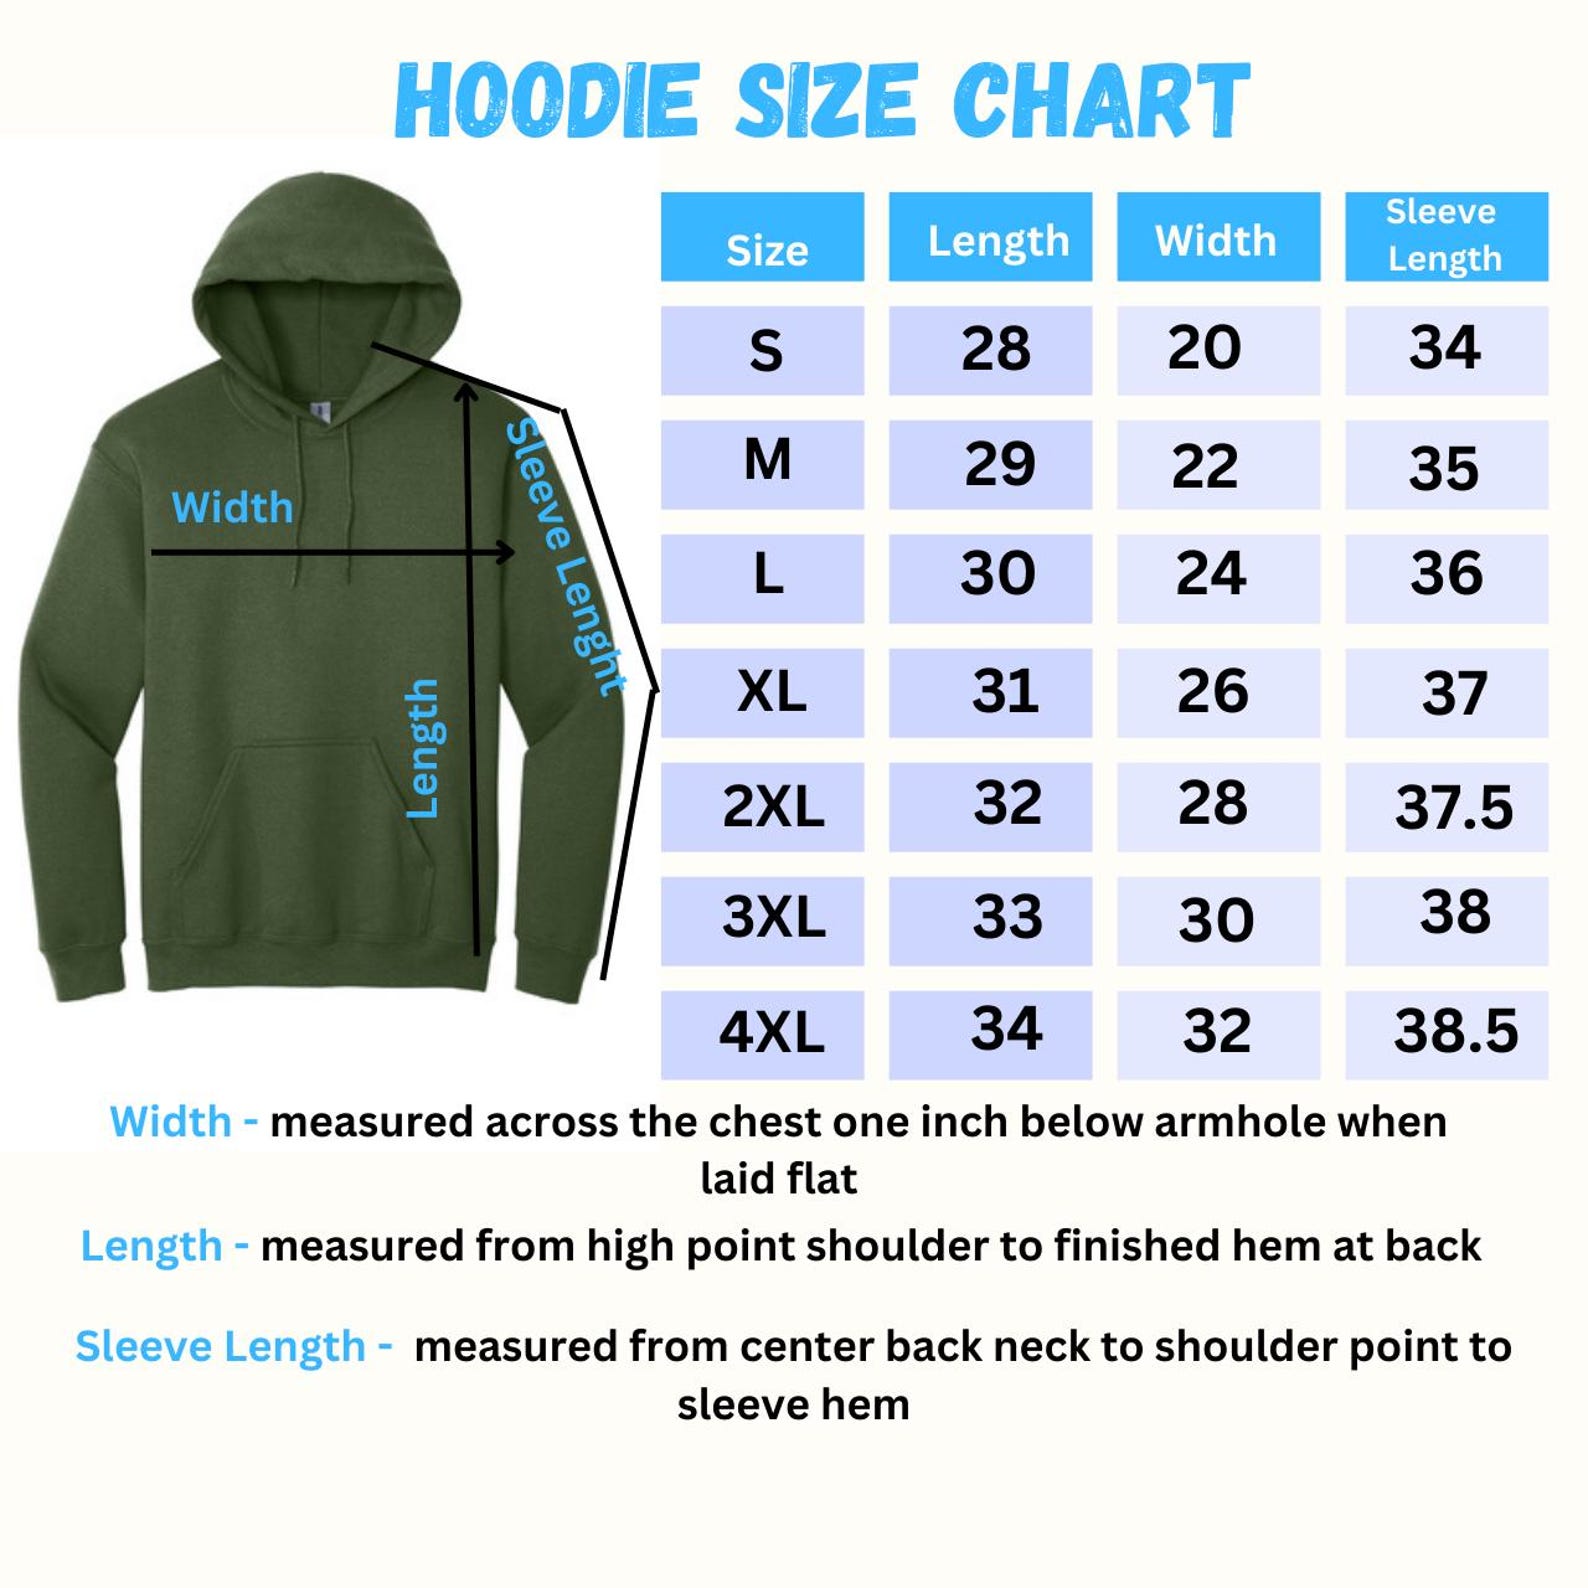 HOODIE SIZE CHART
Size Length Width Sleeve Length
S 28 20 34
M 29 22 35
L 30 24 36
XL 31 26 37
2XL 32 28 37.5
3XL 33 30 38
4XL 34 32 38.5
Width
Sleeve Lenght
Length
Width - measured across the chest one inch below armhole when
laid flat
Length - measured from high point shoulder to finished hem at back
Sleeve Length - measured from center back neck to shoulder point to
sleeve hem